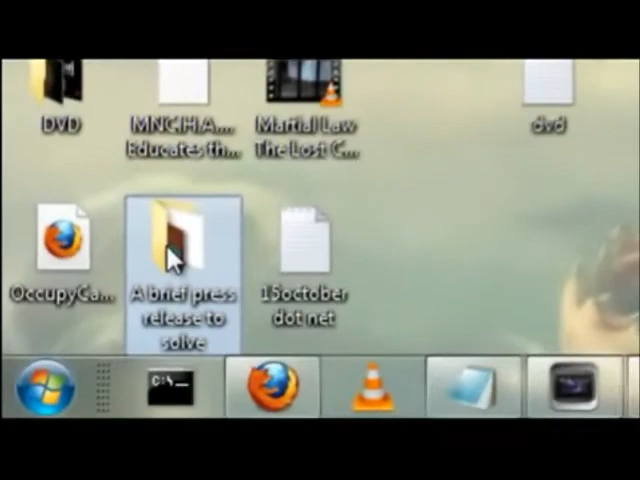 DVD
MNCHA...
Educates th...
Martial Law
The Lost C...
dvd
OccupyCa...
A brief press
release to
solve
15october
dot net
C:\